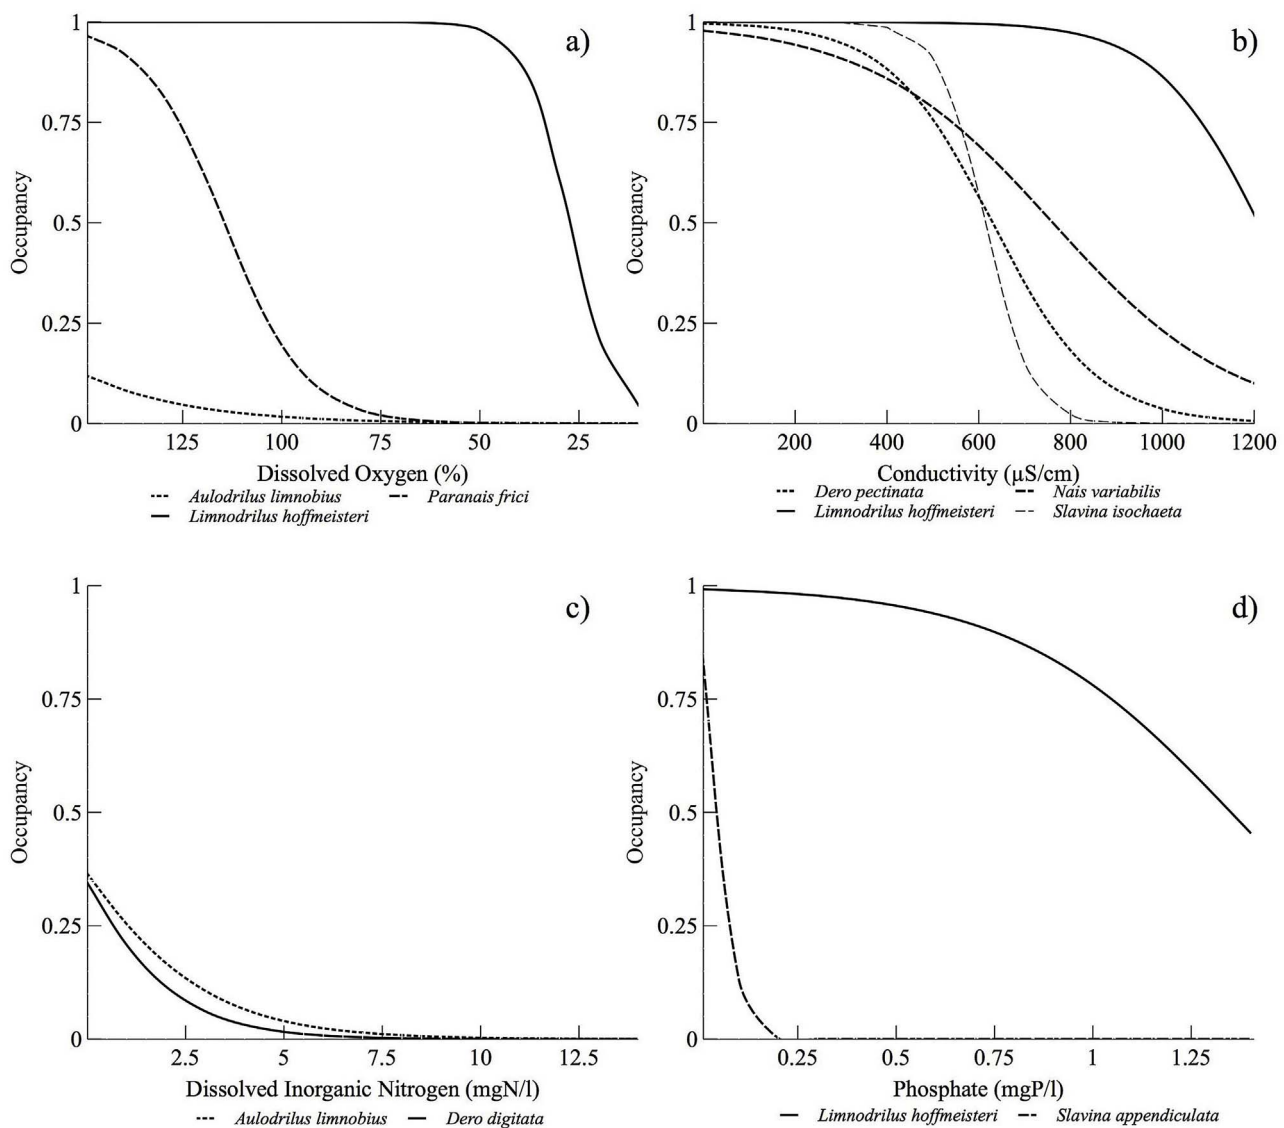 a)
1
0.75
0.5
0.25
0
Occupancy
125 100 75 50 25
Dissolved Oxygen (%)
Aulodrilus limnobius Paranais frici
Limnodrilus hoffmeisteri
b)
1
0.75
0.5
0.25
0
Occupancy
200 400 600 800 1000 1200
Conductivity (µS/cm)
Dero pectinata Nais variabilis
Limnodrilus hoffmeisteri Slavina isochaeta
c)
1
0.75
0.5
0.25
0
Occupancy
2.5 5 7.5 10 12.5
Dissolved Inorganic Nitrogen (mgN/l)
Aulodrilus limnobius Dero digitata
d)
1
0.75
0.5
0.25
0
Occupancy
0.25 0.5 0.75 1 1.25
Phosphate (mgP/l)
Limnodrilus hoffmeisteri Slavina appendiculata